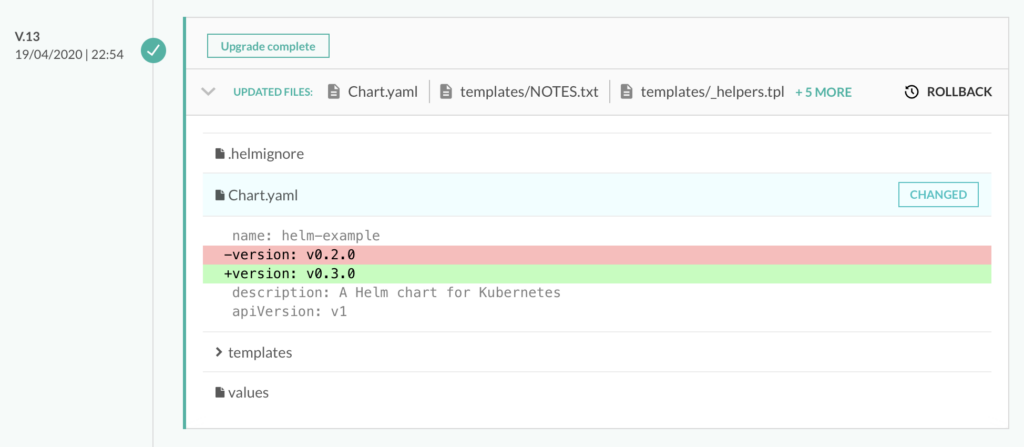 V.13
19/04/2020 | 22:54
Upgrade complete
UPDATED FILES: Chart.yaml templates/NOTES.txt templates/_helpers.tpl + 5 MORE ROLLBACK
.helmignore
Chart.yaml CHANGED
name: helm-example
-version: v0.2.0
+version: v0.3.0
description: A Helm chart for Kubernetes
apiVersion: v1
templates
values